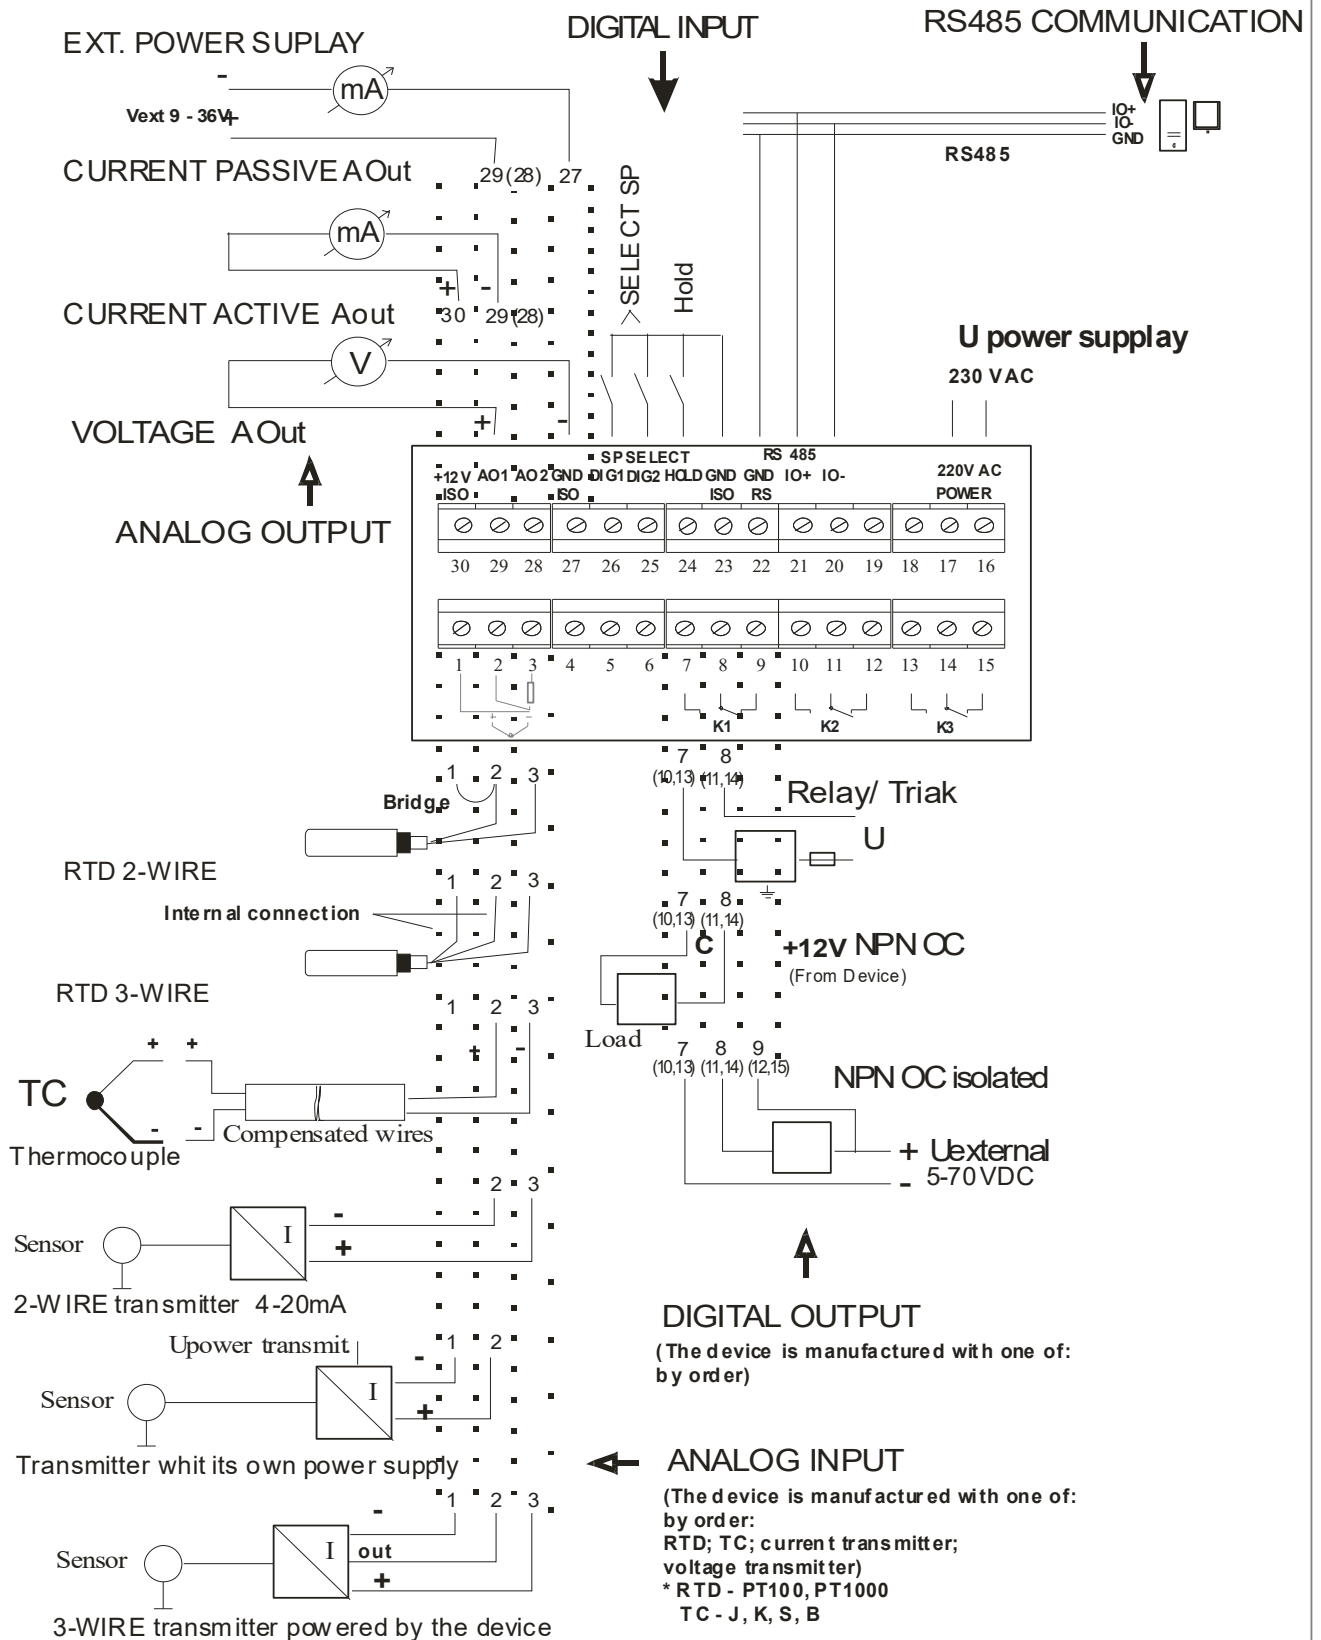 EXT. POWER SUPLAY
-
mA
Vext 9 - 36V
+
CURRENT PASSIVE AOut
29(28) 27
mA
+ -
CURRENT ACTIVE Aout
30 29(28)
V
+ -
VOLTAGE AOut
ANALOG OUTPUT
DIGITAL INPUT
SELECT SP
Hold
RS485 COMMUNICATION
IO+
IO-
GND
RS485
U power supplay
230 VAC
SP SELECT RS 485
+12V AO1 AO2 GND DIG1 DIG2 HOLD GND GND IO+ IO- 220V AC
ISO ISO ISO RS POWER
30 29 28 27 26 25 24 23 22 21 20 19 18 17 16
1 2 3 4 5 6 7 8 9 10 11 12 13 14 15
+ -
K1 K2 K3
1 2 3
Bridge
RTD 2-WIRE
1 2 3
Internal connection
RTD 3-WIRE
1 2 3
+ -
+ +
TC
- -
Compensated wires
Thermocouple
2 3
-
Sensor
I
+
2-WIRE transmitter 4-20mA
Upower transmit.
1 2
-
Sensor
I
+
Transmitter whit its own power supply
1 2 3
-
Sensor
I out
+
3-WIRE transmitter powered by the device
7 8
(10,13) (11,14)
Relay/ Triak
U
7 8
(10,13) (11,14)
C
+12V NPN OC
(From Device)
Load
7 8 9
(10,13) (11,14) (12,15)
NPN OC isolated
+ Uexternal
- 5-70VDC
DIGITAL OUTPUT
(The device is manufactured with one of:
by order)
ANALOG INPUT
(The device is manufactured with one of:
by order:
RTD; TC; current transmitter;
voltage transmitter)
* RTD - PT100, PT1000
TC - J, K, S, B